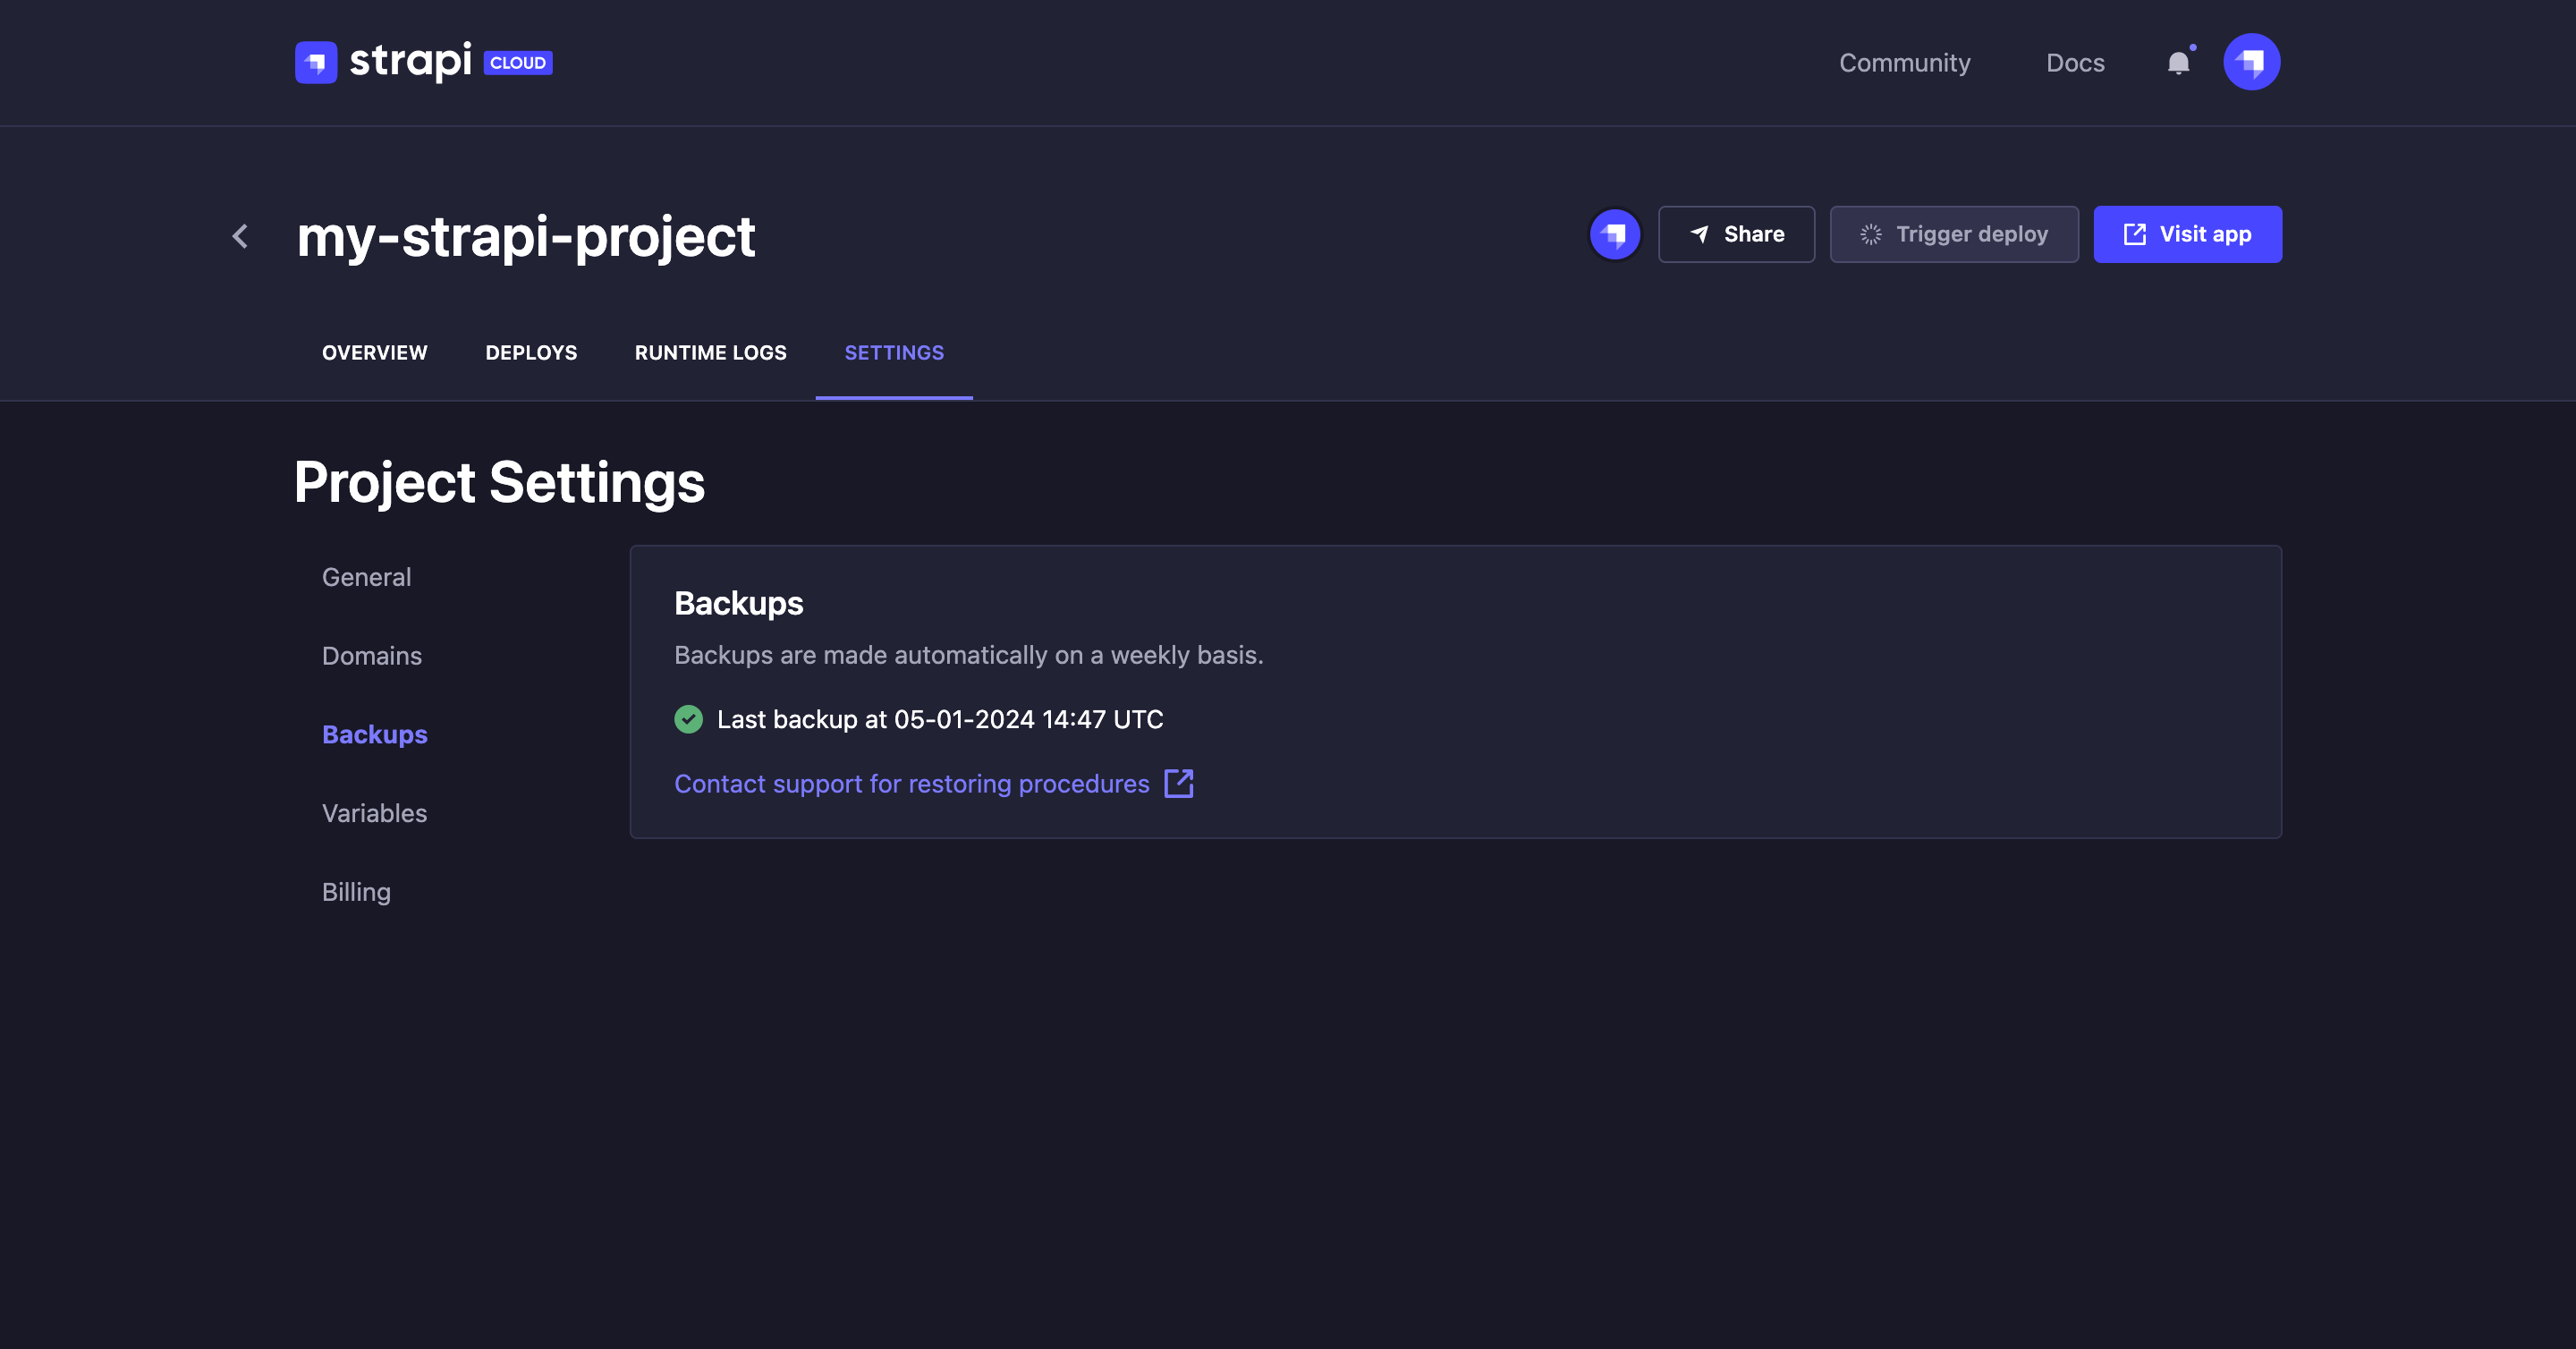 strapi CLOUD
Community Docs
my-strapi-project
Share Trigger deploy Visit app
OVERVIEW DEPLOYS RUNTIME LOGS SETTINGS
Project Settings
General
Domains
Backups
Variables
Billing
Backups
Backups are made automatically on a weekly basis.
Last backup at 05-01-2024 14:47 UTC
Contact support for restoring procedures